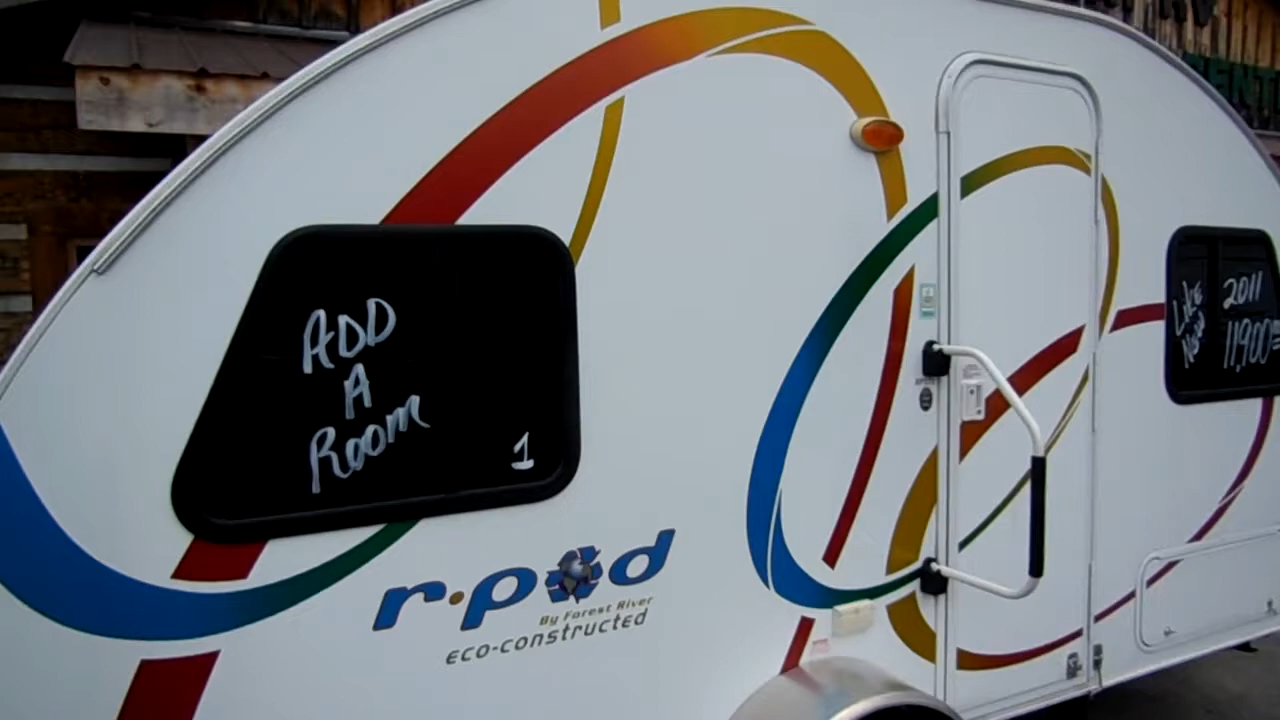 ADD
A
Room
1
r·pod
By Forest River
eco-constructed
Like
New
2011
11,900=